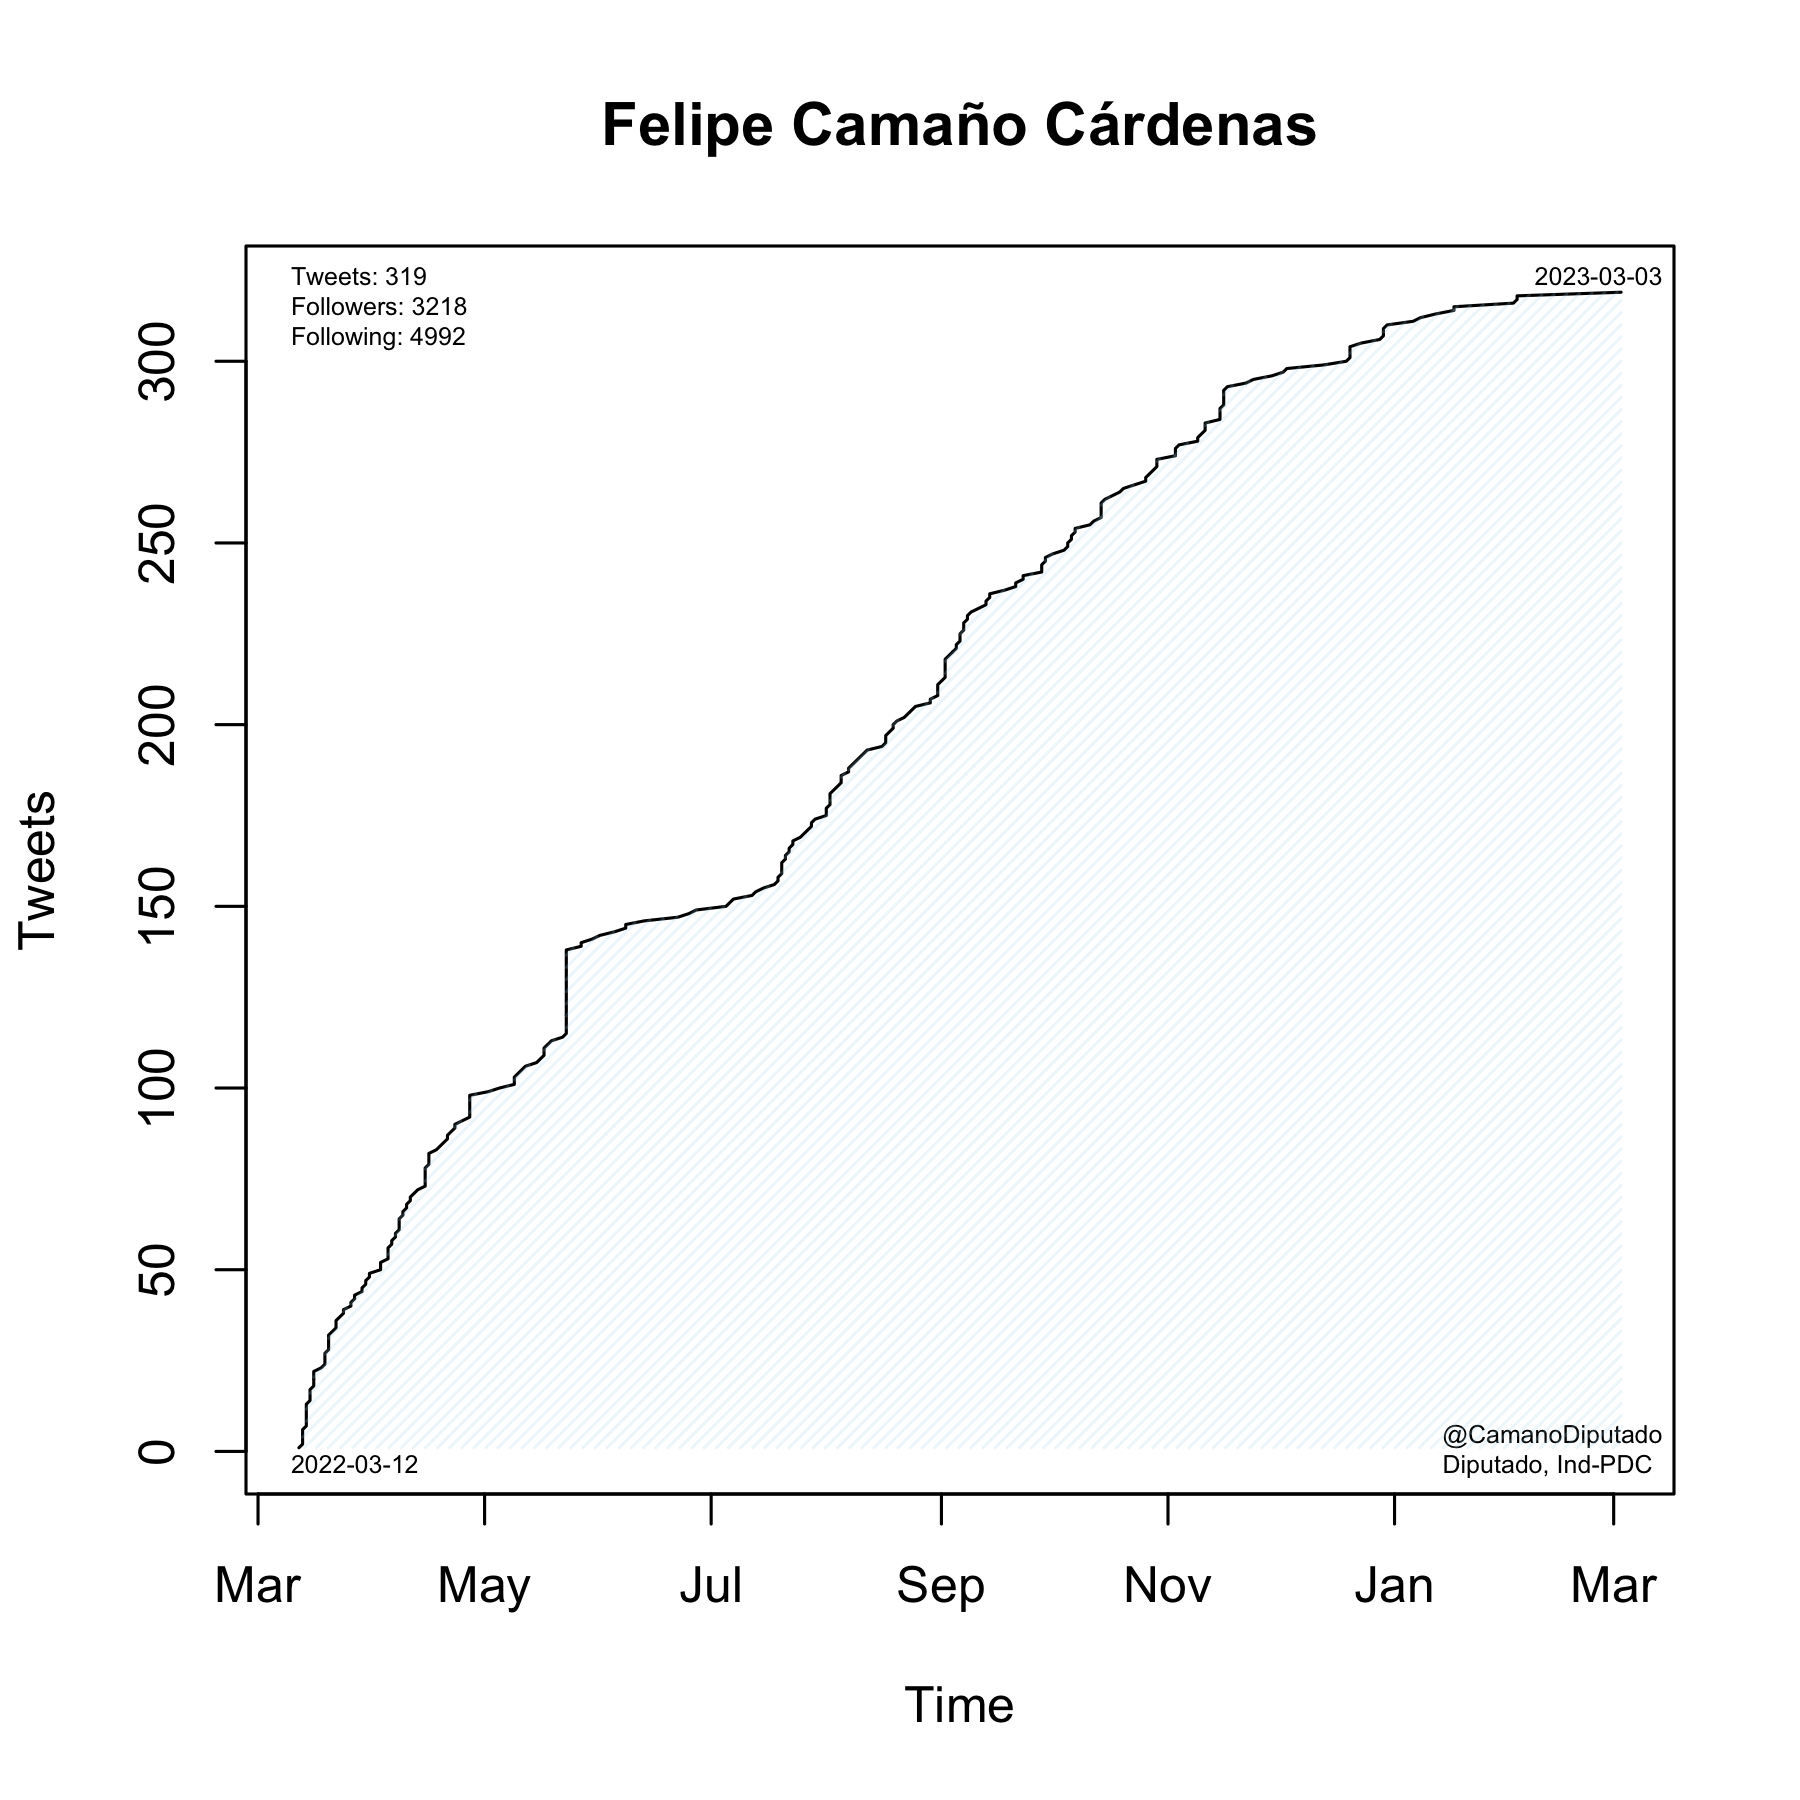 Felipe Camaño Cárdenas
Tweets: 319
Followers: 3218
Following: 4992
2023-03-03
300
250
200
150
100
50
0
Tweets
@CamanoDiputado
Diputado, Ind-PDC
2022-03-12
Mar May Jul Sep Nov Jan Mar
Time